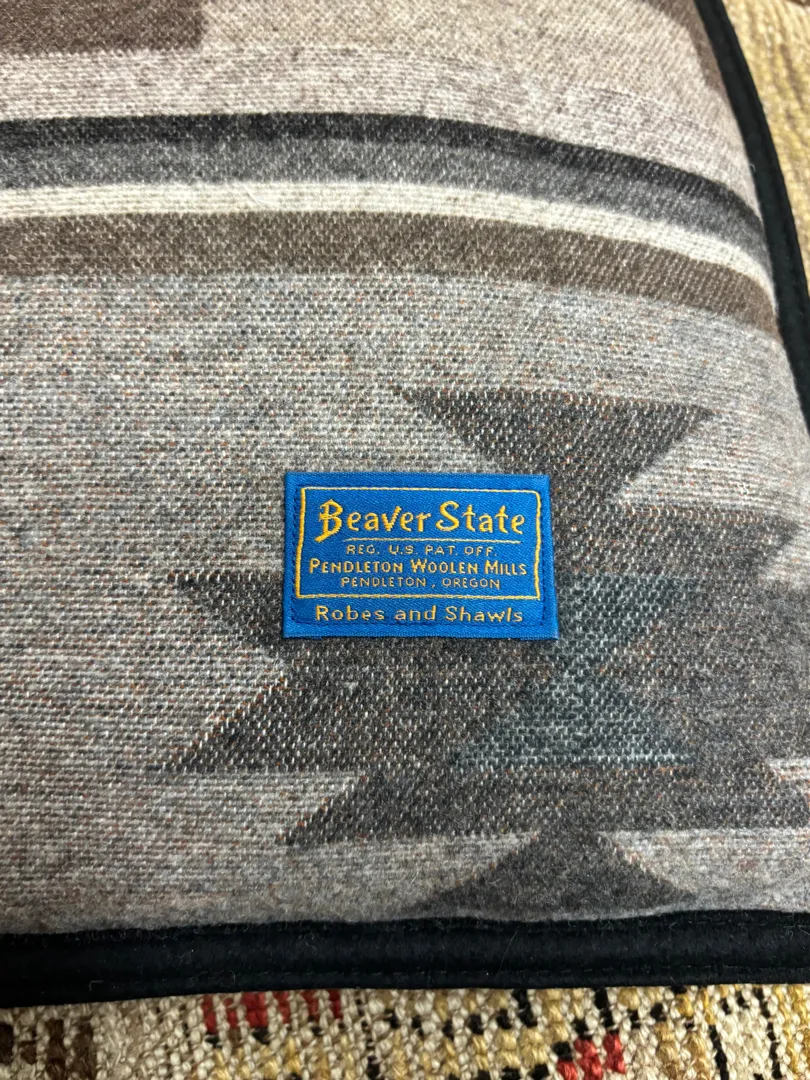 Beaver State
REG. U.S. PAT. OFF.
PENDLETON WOOLEN MILLS
PENDLETON, OREGON
Robes and Shawls